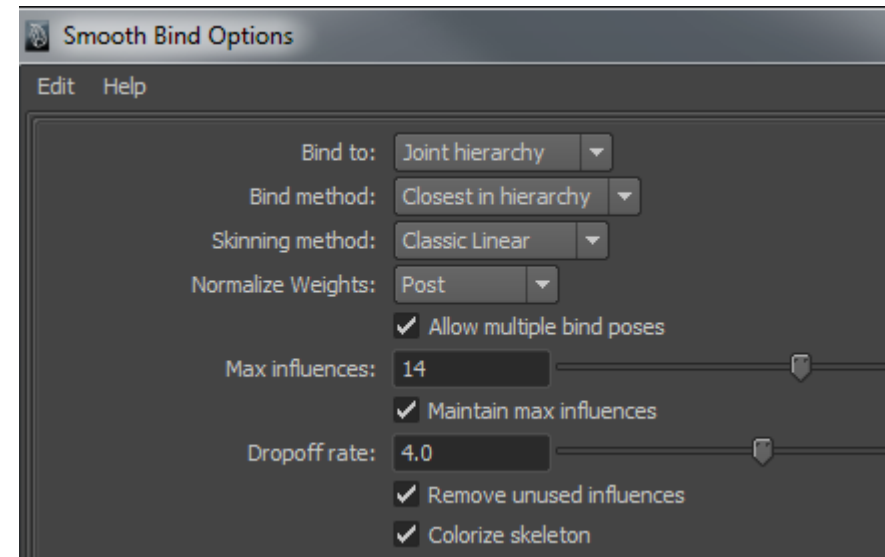 Smooth Bind Options
Edit Help
Bind to: Joint hierarchy
Bind method: Closest in hierarchy
Skinning method: Classic Linear
Normalize Weights: Post
Allow multiple bind poses
Max influences: 14
Maintain max influences
Dropoff rate: 4.0
Remove unused influences
Colorize skeleton